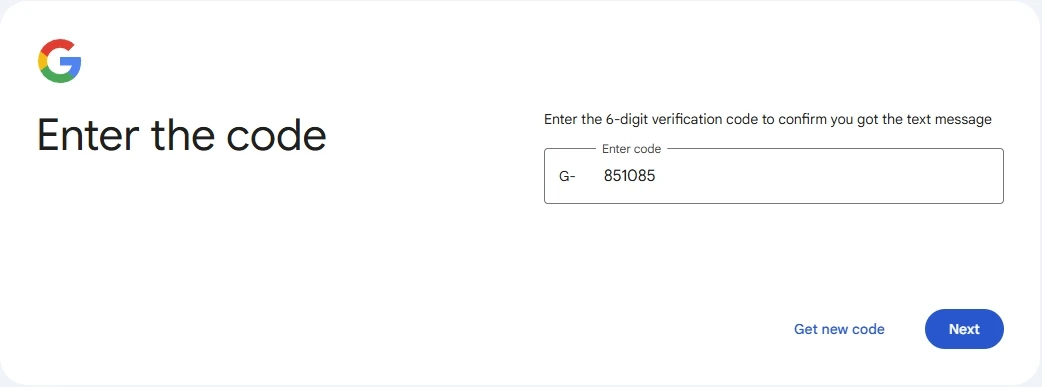 Enter the code
Enter the 6-digit verification code to confirm you got the text message
Enter code
G- 851085
Get new code
Next